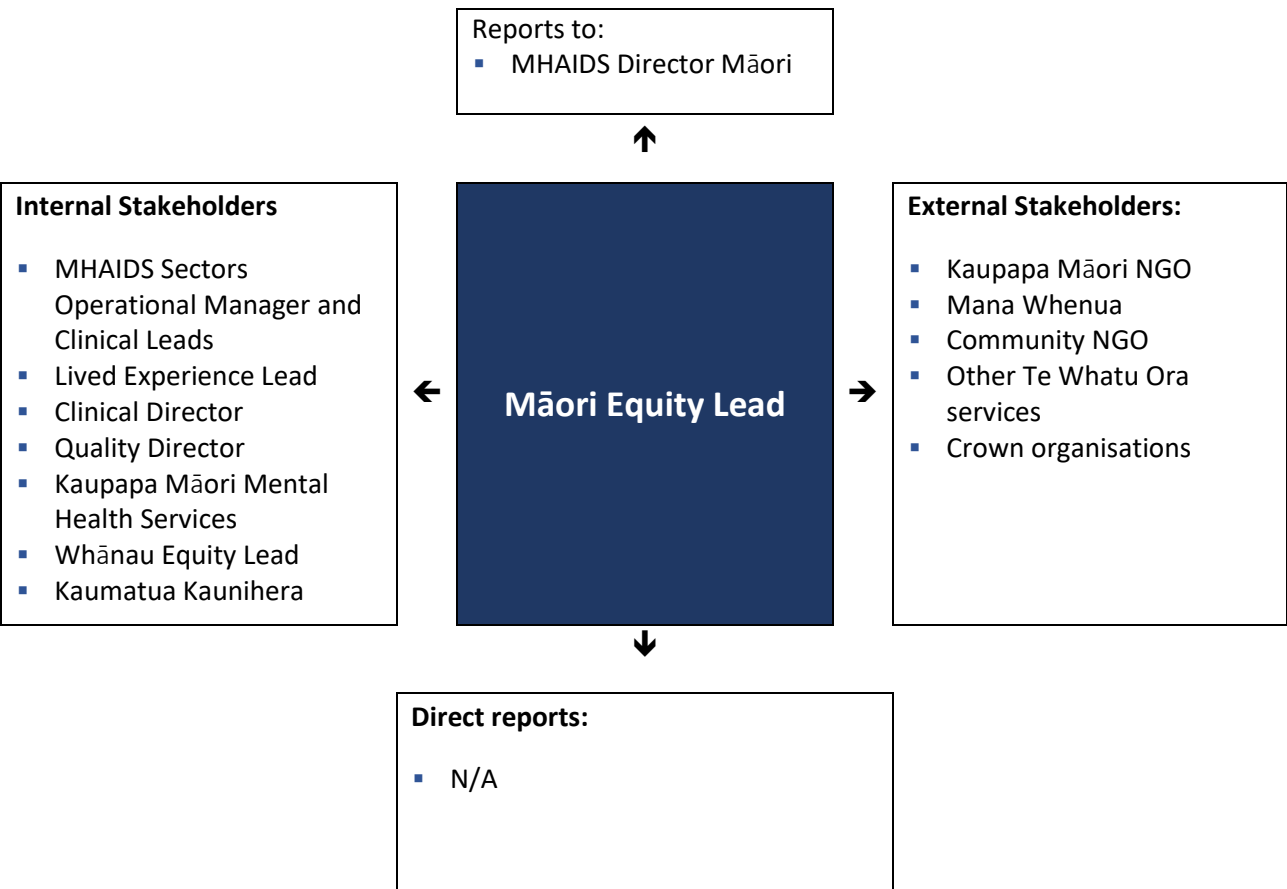 Reports to:
▪ MHAIDS Director Māori
🡹
Internal Stakeholders
▪ MHAIDS Sectors
Operational Manager and
Clinical Leads
▪ Lived Experience Lead
▪ Clinical Director
▪ Quality Director
▪ Kaupapa Māori Mental
Health Services
▪ Whānau Equity Lead
▪ Kaumatua Kaunihera
🡸
Māori Equity Lead
🡺
External Stakeholders:
▪ Kaupapa Māori NGO
▪ Mana Whenua
▪ Community NGO
▪ Other Te Whatu Ora
services
▪ Crown organisations
🡻
Direct reports:
▪ N/A